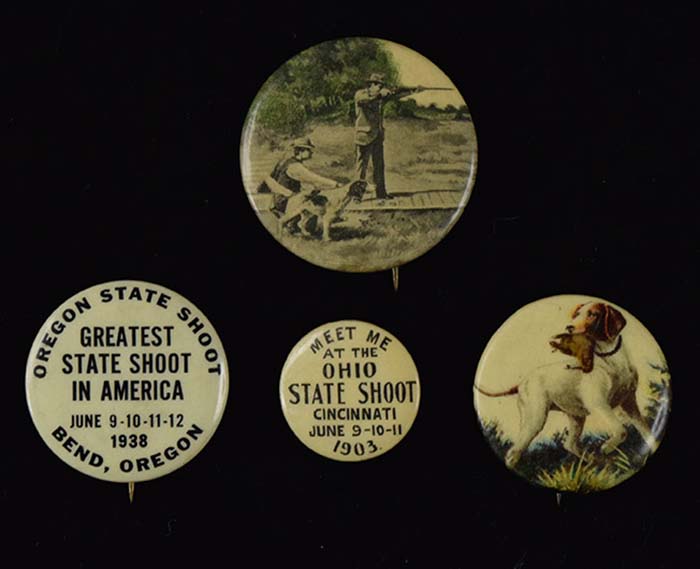 OREGON STATE SHOOT
GREATEST
STATE SHOOT
IN AMERICA
JUNE 9-10-11-12
1938
BEND, OREGON
MEET ME
AT THE
OHIO
STATE SHOOT
CINCINNATI
JUNE 9-10-11
1903.